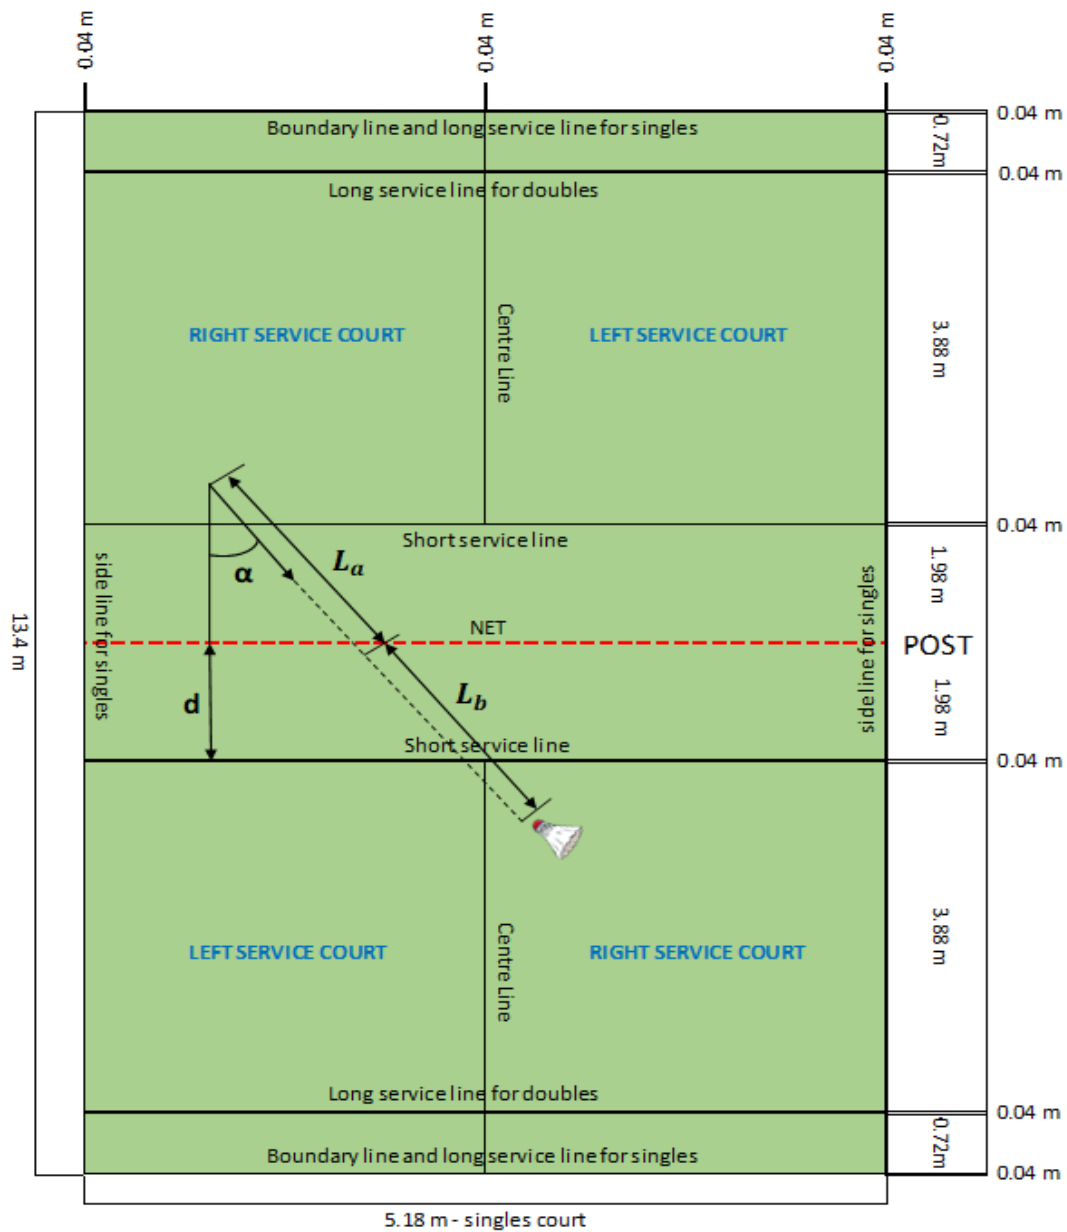 0.04 m
0.04 m
0.04 m
Boundary line and long service line for singles
0.04 m
0.72m
0.04 m
Long service line for doubles
RIGHT SERVICE COURT
Centre Line
LEFT SERVICE COURT
3.88 m
0.04 m
Short service line
α
L_a
side line for singles
side line for singles
1.98 m
13.4 m
NET
POST
d
L_b
1.98 m
Short service line
0.04 m
LEFT SERVICE COURT
Centre Line
RIGHT SERVICE COURT
3.88 m
Long service line for doubles
0.04 m
0.72m
Boundary line and long service line for singles
0.04 m
5.18 m - singles court